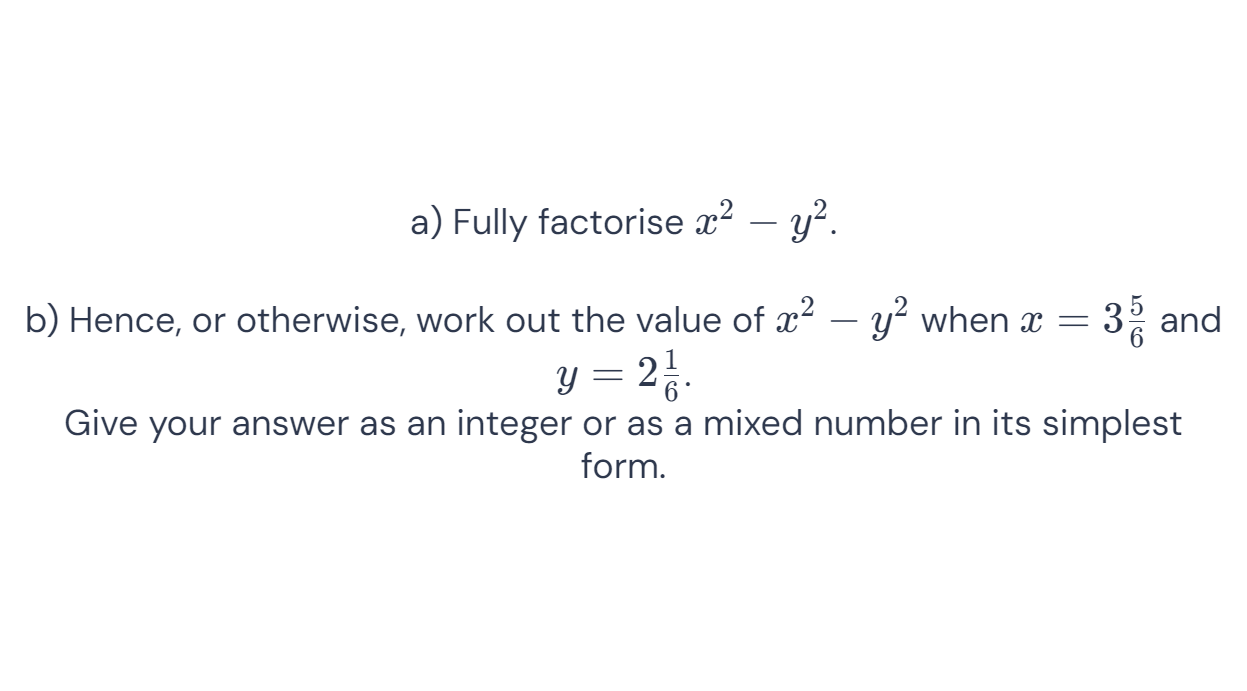 a) Fully factorise $x^2 - y^2$.
b) Hence, or otherwise, work out the value of $x^2 - y^2$ when $x = 3\frac{5}{6}$ and
$y = 2\frac{1}{6}$.
Give your answer as an integer or as a mixed number in its simplest
form.